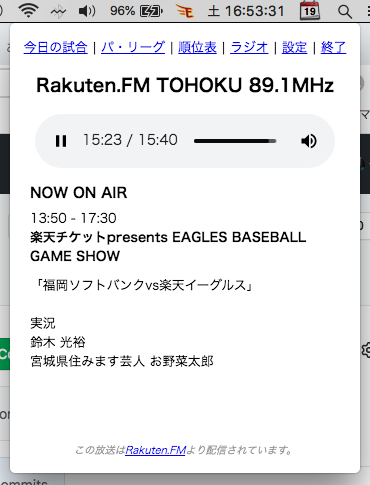 96% 土 16:53:31 19
今日の試合 | パ・リーグ | 順位表 | ラジオ | 設定 | 終了
Rakuten.FM TOHOKU 89.1MHz
15:23 / 15:40
NOW ON AIR
13:50 - 17:30
楽天チケットpresents EAGLES BASEBALL
GAME SHOW
「福岡ソフトバンクvs楽天イーグルス」
実況
鈴木 光裕
宮城県住みます芸人 お野菜太郎
この放送はRakuten.FMより配信されています。